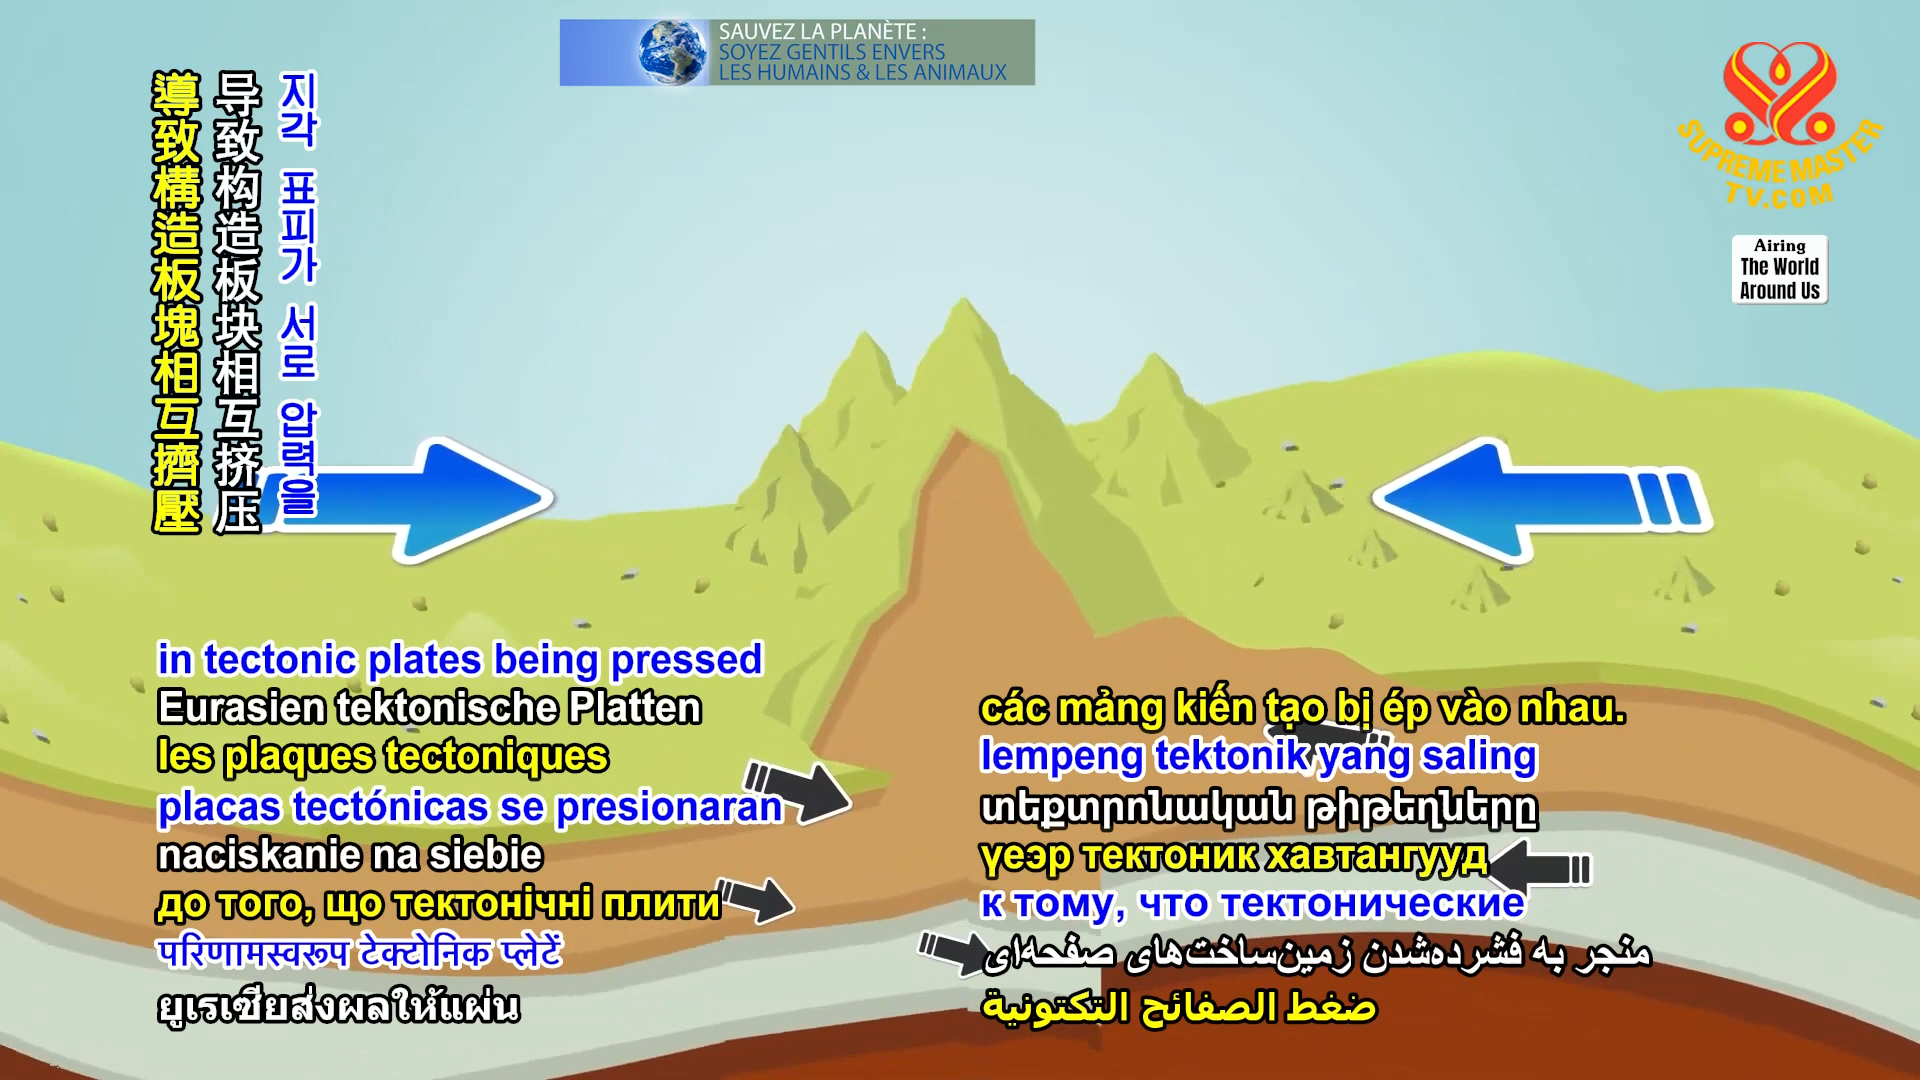 SAUVEZ LA PLANÈTE :
SOYEZ GENTILS ENVERS
LES HUMAINS & LES ANIMAUX
SUPREME MASTER
TV.COM
Airing
The World
Around Us
지각 표피가 서로 압력을
导致构造板块相互挤压
導致構造板塊相互擠壓
in tectonic plates being pressed
Eurasien tektonische Platten
les plaques tectoniques
placas tectónicas se presionaran
naciskanie na siebie
до того, що тектонічні плити
परिणामस्वरूप टेक्टोनिक प्लेटें
ยูเรเซียส่งผลให้แผ่น
các mảng kiến tạo bị ép vào nhau.
lempeng tektonik yang saling
տեքտրոնական թիթեղները
үеэр тектоник хавтангууд
к тому, что тектонические
منجر به فشرده‌شدن زمین‌ساخت‌های صفحه‌ای
ضغط الصفائح التكتونية